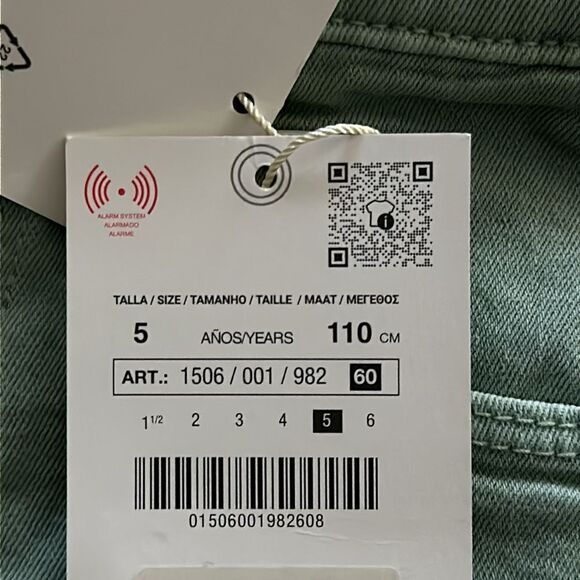 22
ALARM SYSTEM
ALARMADO
ALARME
i
TALLA / SIZE / TAMANHO / TAILLE / MAAT / ΜΕΓΕΘΟΣ
5 AÑOS/YEARS 110 CM
ART.: 1506 / 001 / 982 60
1 1/2 2 3 4 5 6
01506001982608